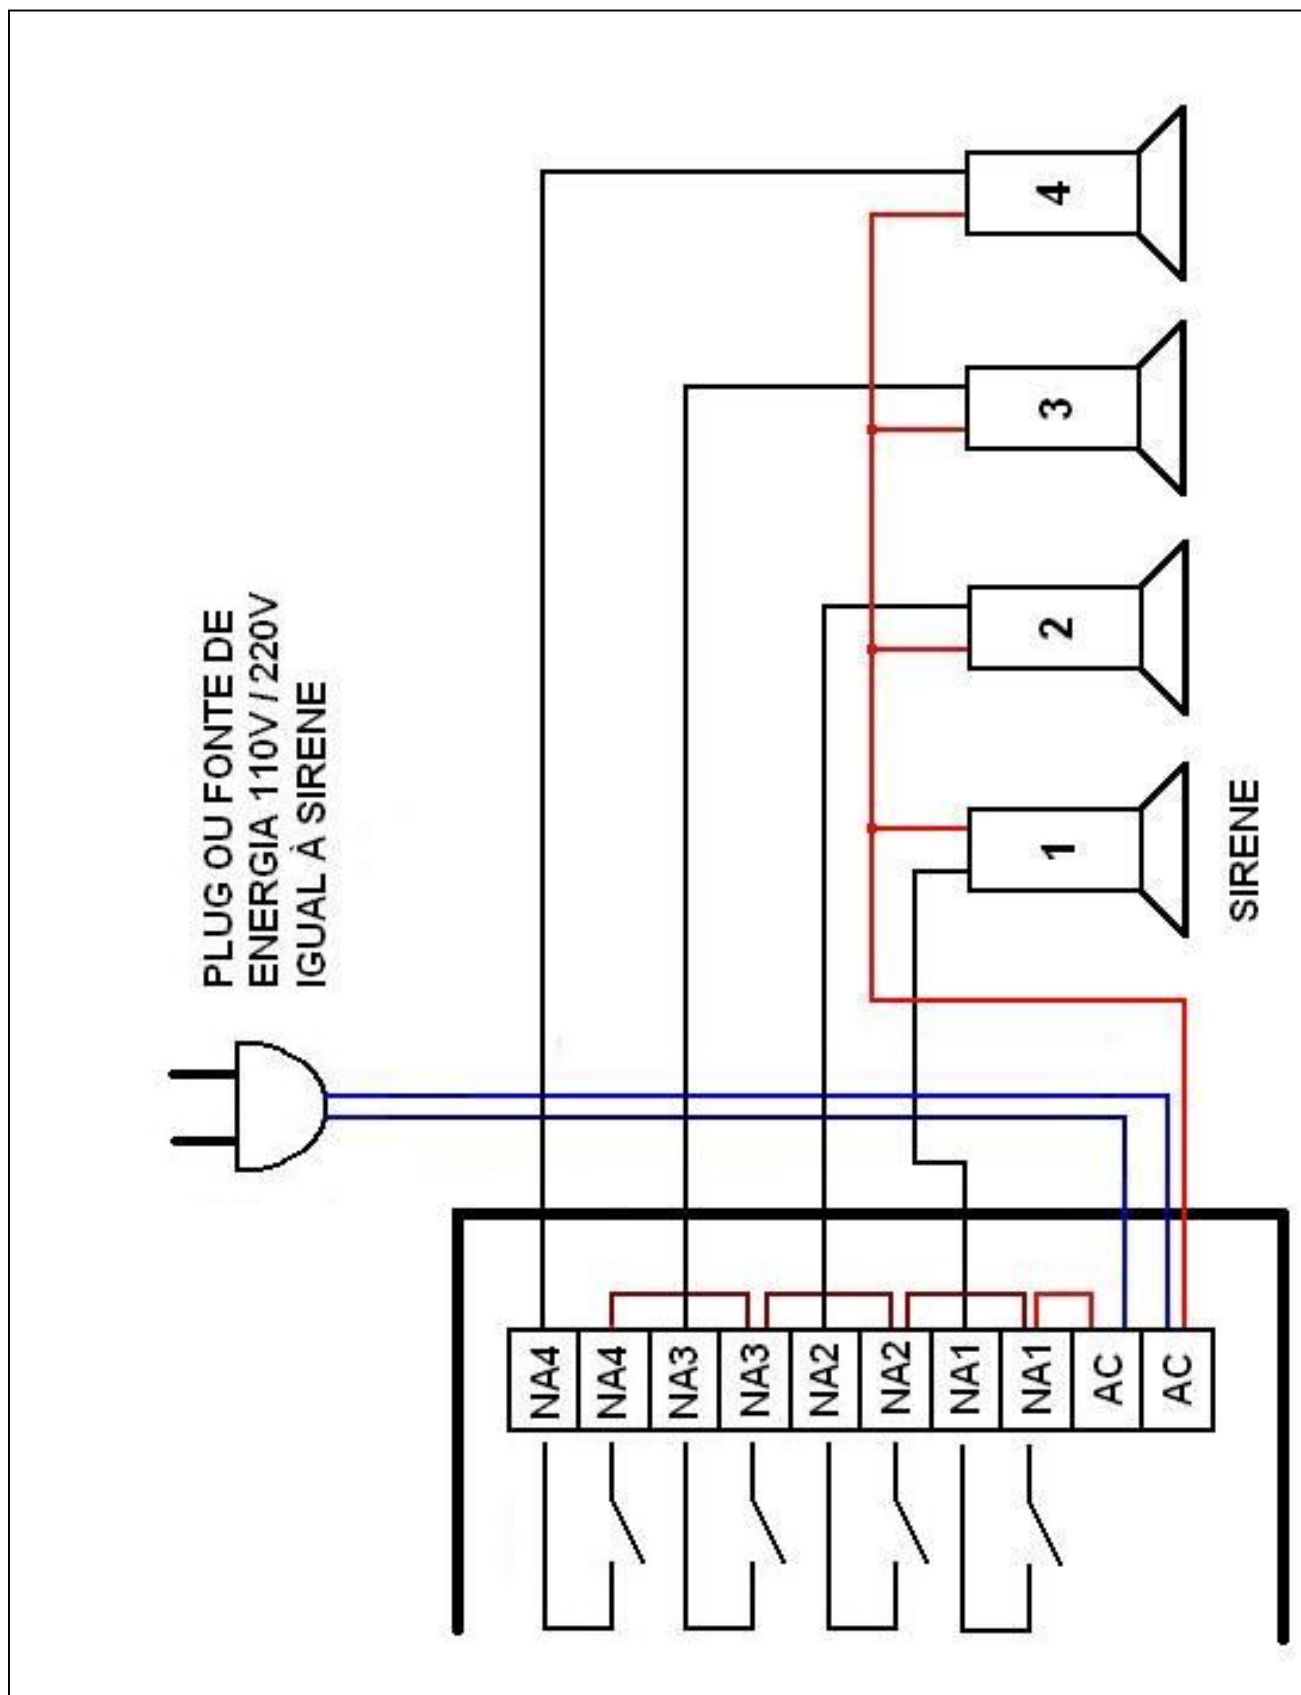 PLUG OU FONTE DE
ENERGIA 110V / 220V
IGUAL À SIRENE
4
3
2
1
SIRENE
NA4
NA4
NA3
NA3
NA2
NA2
NA1
NA1
AC
AC